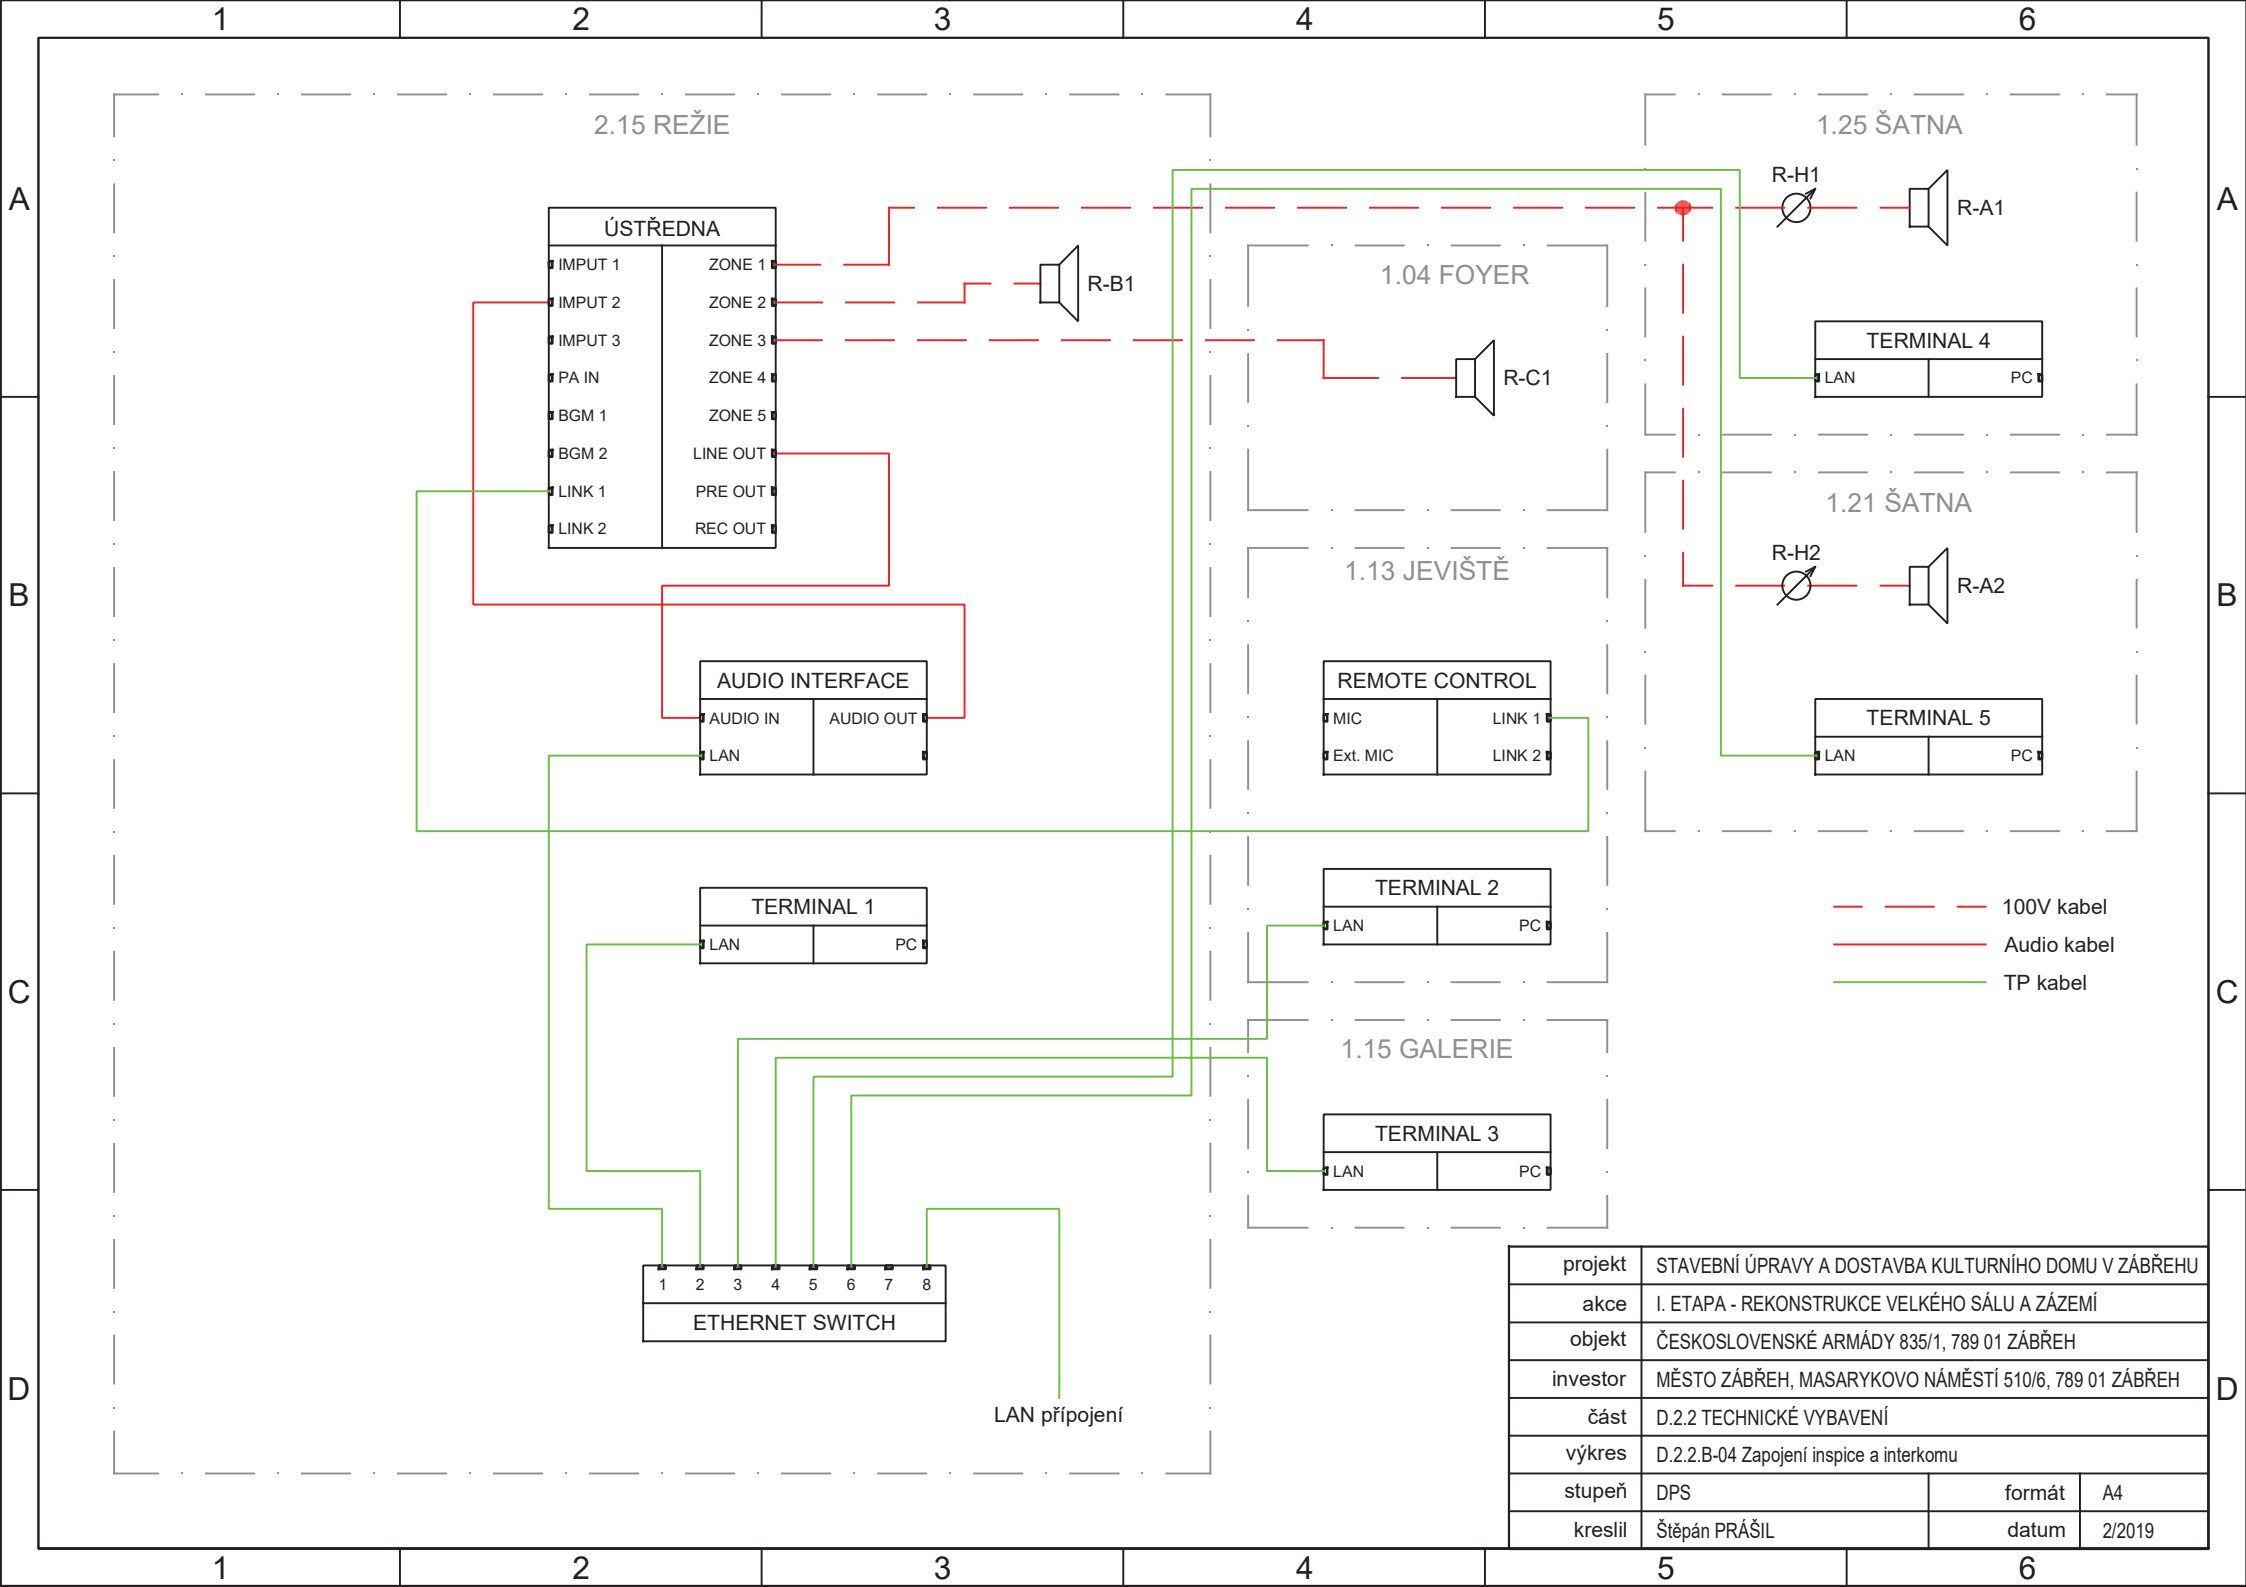 1 2 3 4 5 6
A A
B B
C C
D D
2.15 REŽIE
ÚSTŘEDNA
IMPUT 1 ZONE 1
IMPUT 2 ZONE 2
IMPUT 3 ZONE 3
PA IN ZONE 4
BGM 1 ZONE 5
BGM 2 LINE OUT
LINK 1 PRE OUT
LINK 2 REC OUT
R-B1
AUDIO INTERFACE
AUDIO IN AUDIO OUT
LAN
TERMINAL 1
LAN PC
1 2 3 4 5 6 7 8
ETHERNET SWITCH
LAN přípojení
1.04 FOYER
R-C1
1.13 JEVIŠTĚ
REMOTE CONTROL
MIC LINK 1
Ext. MIC LINK 2
TERMINAL 2
LAN PC
1.15 GALERIE
TERMINAL 3
LAN PC
1.25 ŠATNA
R-H1
R-A1
TERMINAL 4
LAN PC
1.21 ŠATNA
R-H2
R-A2
TERMINAL 5
LAN PC
100V kabel
Audio kabel
TP kabel
projekt STAVEBNÍ ÚPRAVY A DOSTAVBA KULTURNÍHO DOMU V ZÁBŘEHU
akce I. ETAPA - REKONSTRUKCE VELKÉHO SÁLU A ZÁZEMÍ
objekt ČESKOSLOVENSKÉ ARMÁDY 835/1, 789 01 ZÁBŘEH
investor MĚSTO ZÁBŘEH, MASARYKOVO NÁMĚSTÍ 510/6, 789 01 ZÁBŘEH
část D.2.2 TECHNICKÉ VYBAVENÍ
výkres D.2.2.B-04 Zapojení inspice a interkomu
stupeň DPS formát A4
kreslil Štěpán PRÁŠIL datum 2/2019
1 2 3 4 5 6